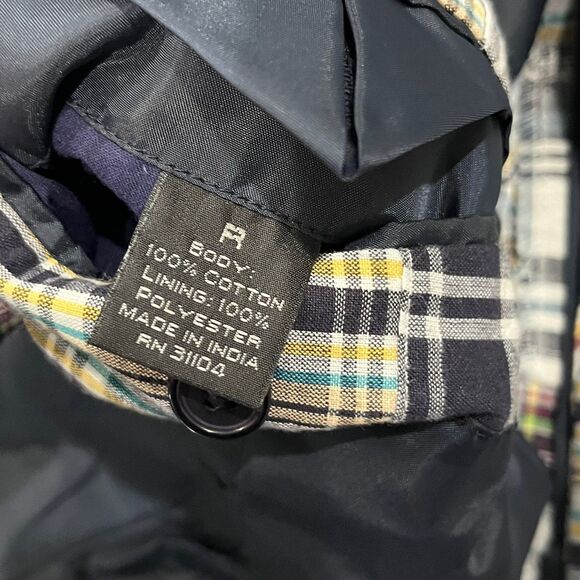 R
BODY:
100% COTTON
LINING: 100%
POLYESTER
MADE IN INDIA
RN 31104